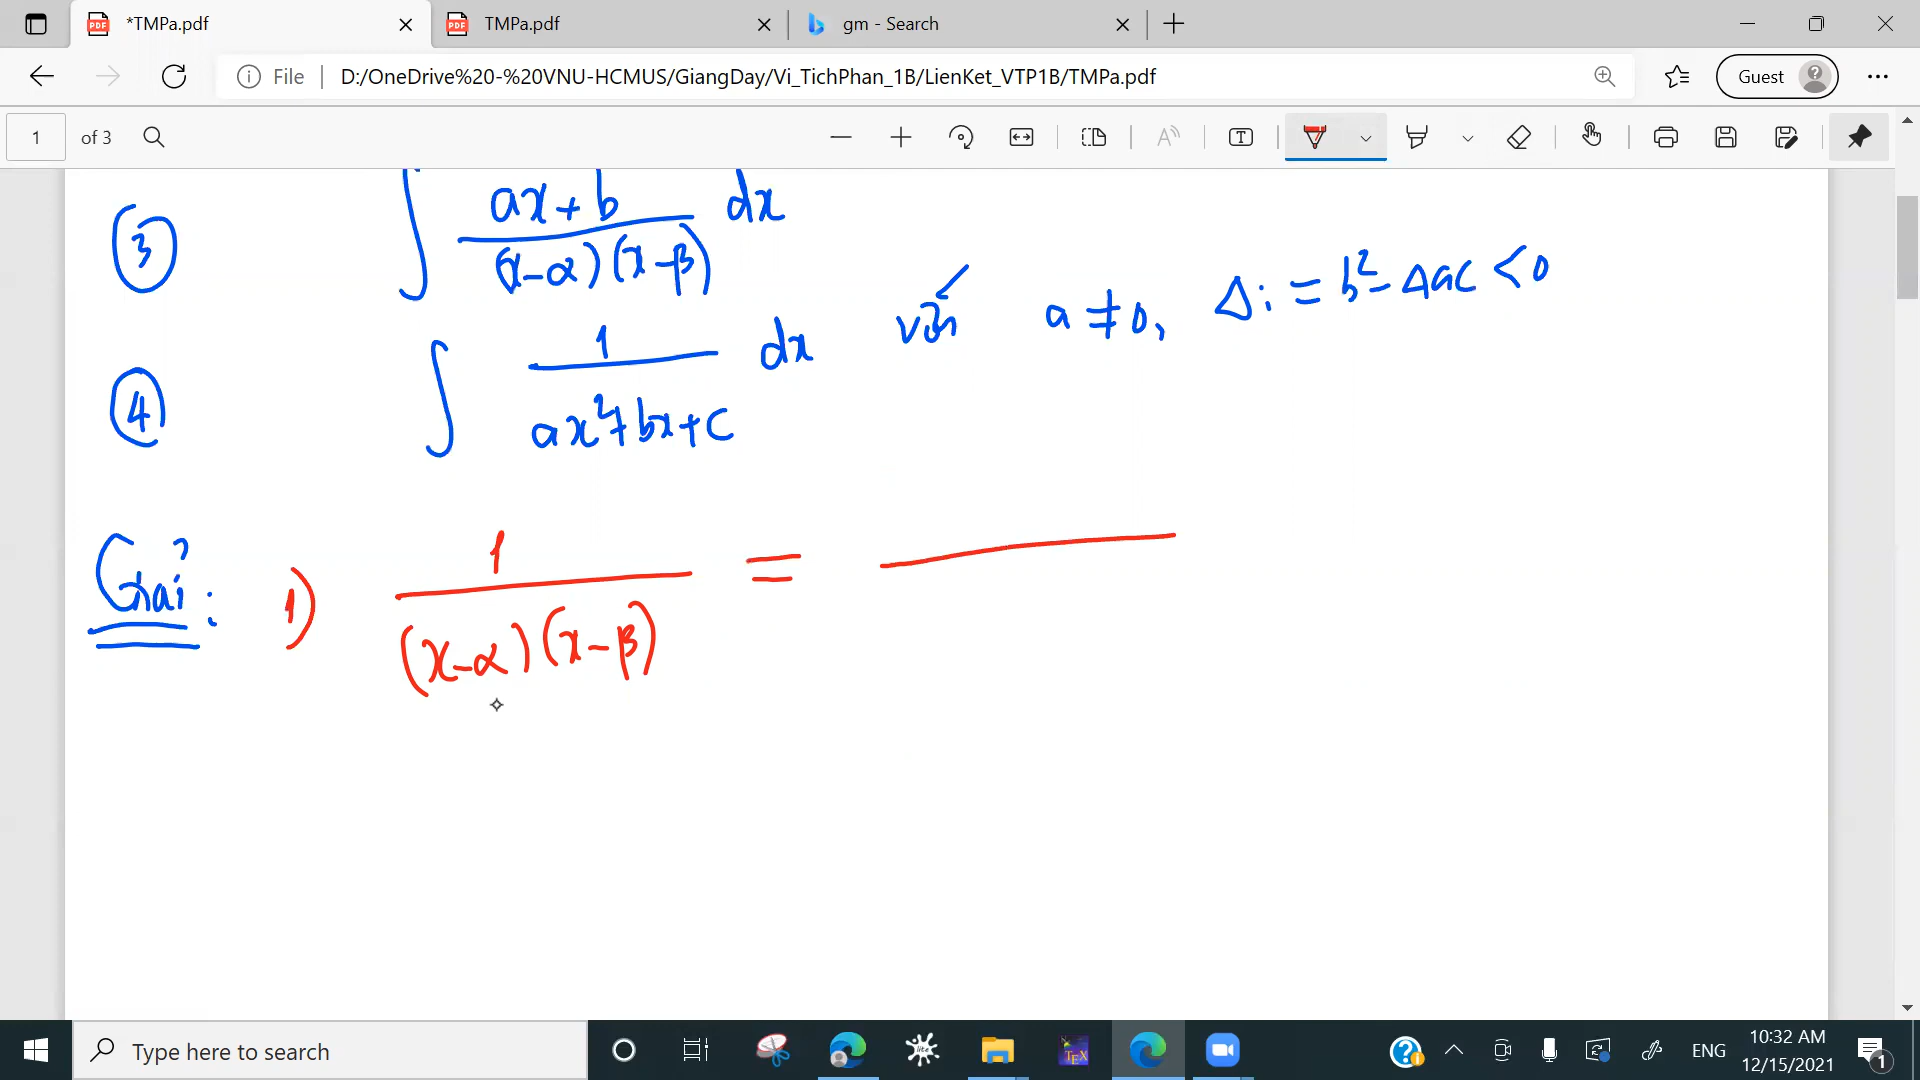 *TMPa.pdf TMPa.pdf gm - Search
File D:/OneDrive%20-%20VNU-HCMUS/GiangDay/Vi_TichPhan_1B/LienKet_VTP1B/TMPa.pdf Guest
1 of 3
③ ∫ (ax+b)/((x-α)(x-β)) dx
④ ∫ 1/(ax²+bx+c) dx với a ≠ 0, Δ := b²-4ac < 0
Giải: 1) 1/((x-α)(x-β)) =
Type here to search
TEX
ENG
10:32 AM
12/15/2021
1